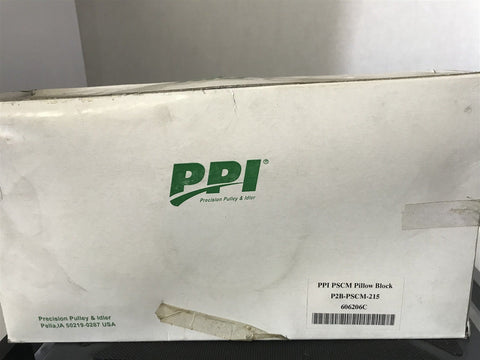 PPI®
Precision Pulley & Idler
PPI PSCM Pillow Block
P2B-PSCM-215
606206C
Precision Pulley & Idler
Pella,IA 50219-0287 USA